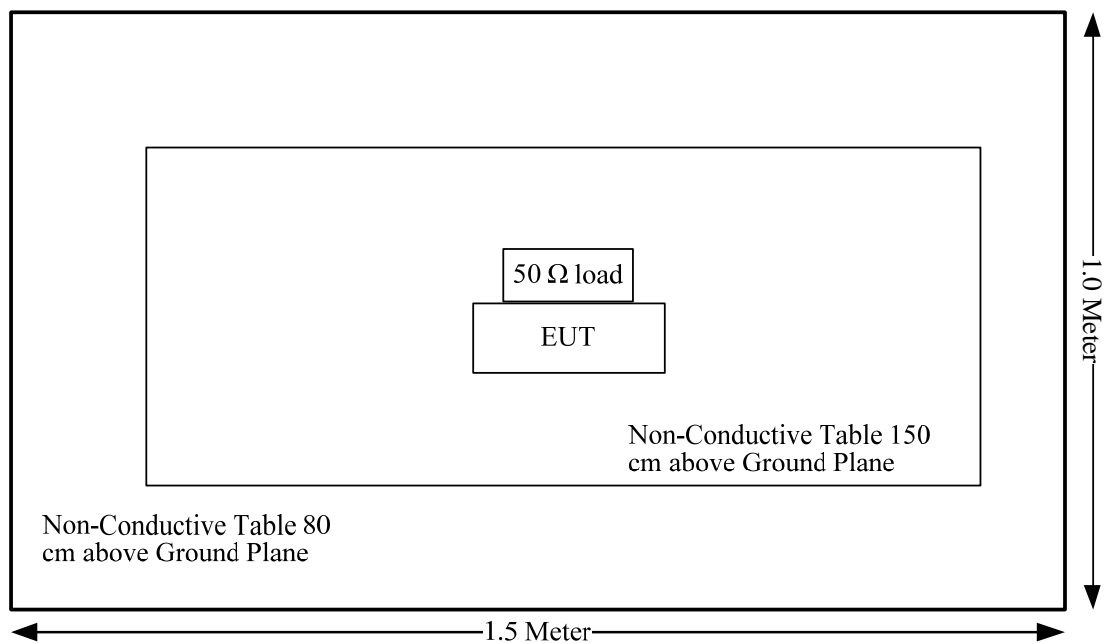 50 Ω load
EUT
Non-Conductive Table 150
cm above Ground Plane
Non-Conductive Table 80
cm above Ground Plane
1.0 Meter
1.5 Meter